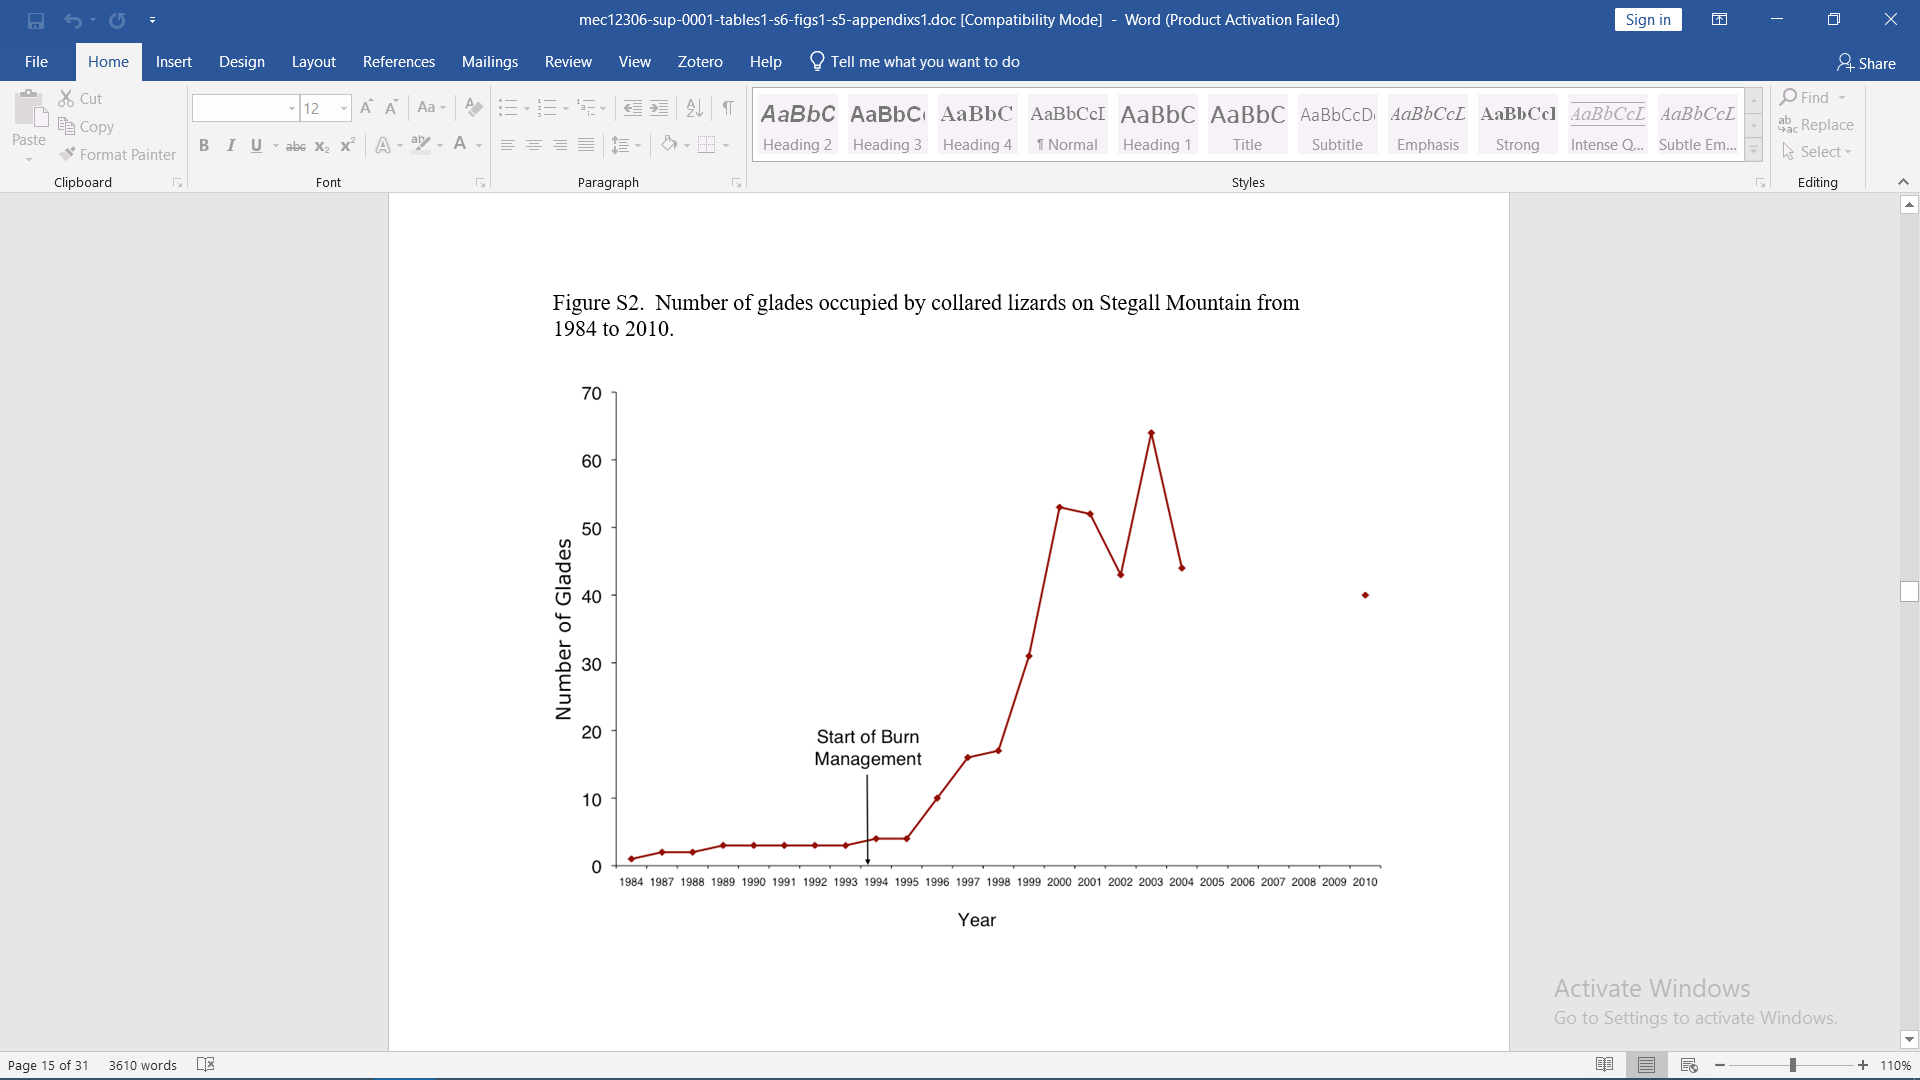 mec12306-sup-0001-tables1-s6-figs1-s5-appendixs1.doc [Compatibility Mode] - Word (Product Activation Failed)
Sign in
File Home Insert Design Layout References Mailings Review View Zotero Help Tell me what you want to do Share
Paste
Cut
Copy
Format Painter
Clipboard
12
Aa
B I U abc X₂ X²
A ab A
Font
Paragraph
AaBbC AaBbC AaBbC AaBbCcI AaBbC AaBbC AaBbCcD AaBbCcL AaBbCcI AaBbCcL AaBbCcL
Heading 2 Heading 3 Heading 4 ¶ Normal Heading 1 Title Subtitle Emphasis Strong Intense Q... Subtle Em...
Styles
Find
Replace
Select
Editing
Figure S2. Number of glades occupied by collared lizards on Stegall Mountain from
1984 to 2010.
Number of Glades
70
60
50
40
30
20
10
0
Start of Burn
Management
1984 1987 1988 1989 1990 1991 1992 1993 1994 1995 1996 1997 1998 1999 2000 2001 2002 2003 2004 2005 2006 2007 2008 2009 2010
Year
Activate Windows
Go to Settings to activate Windows.
Page 15 of 31 3610 words
110%